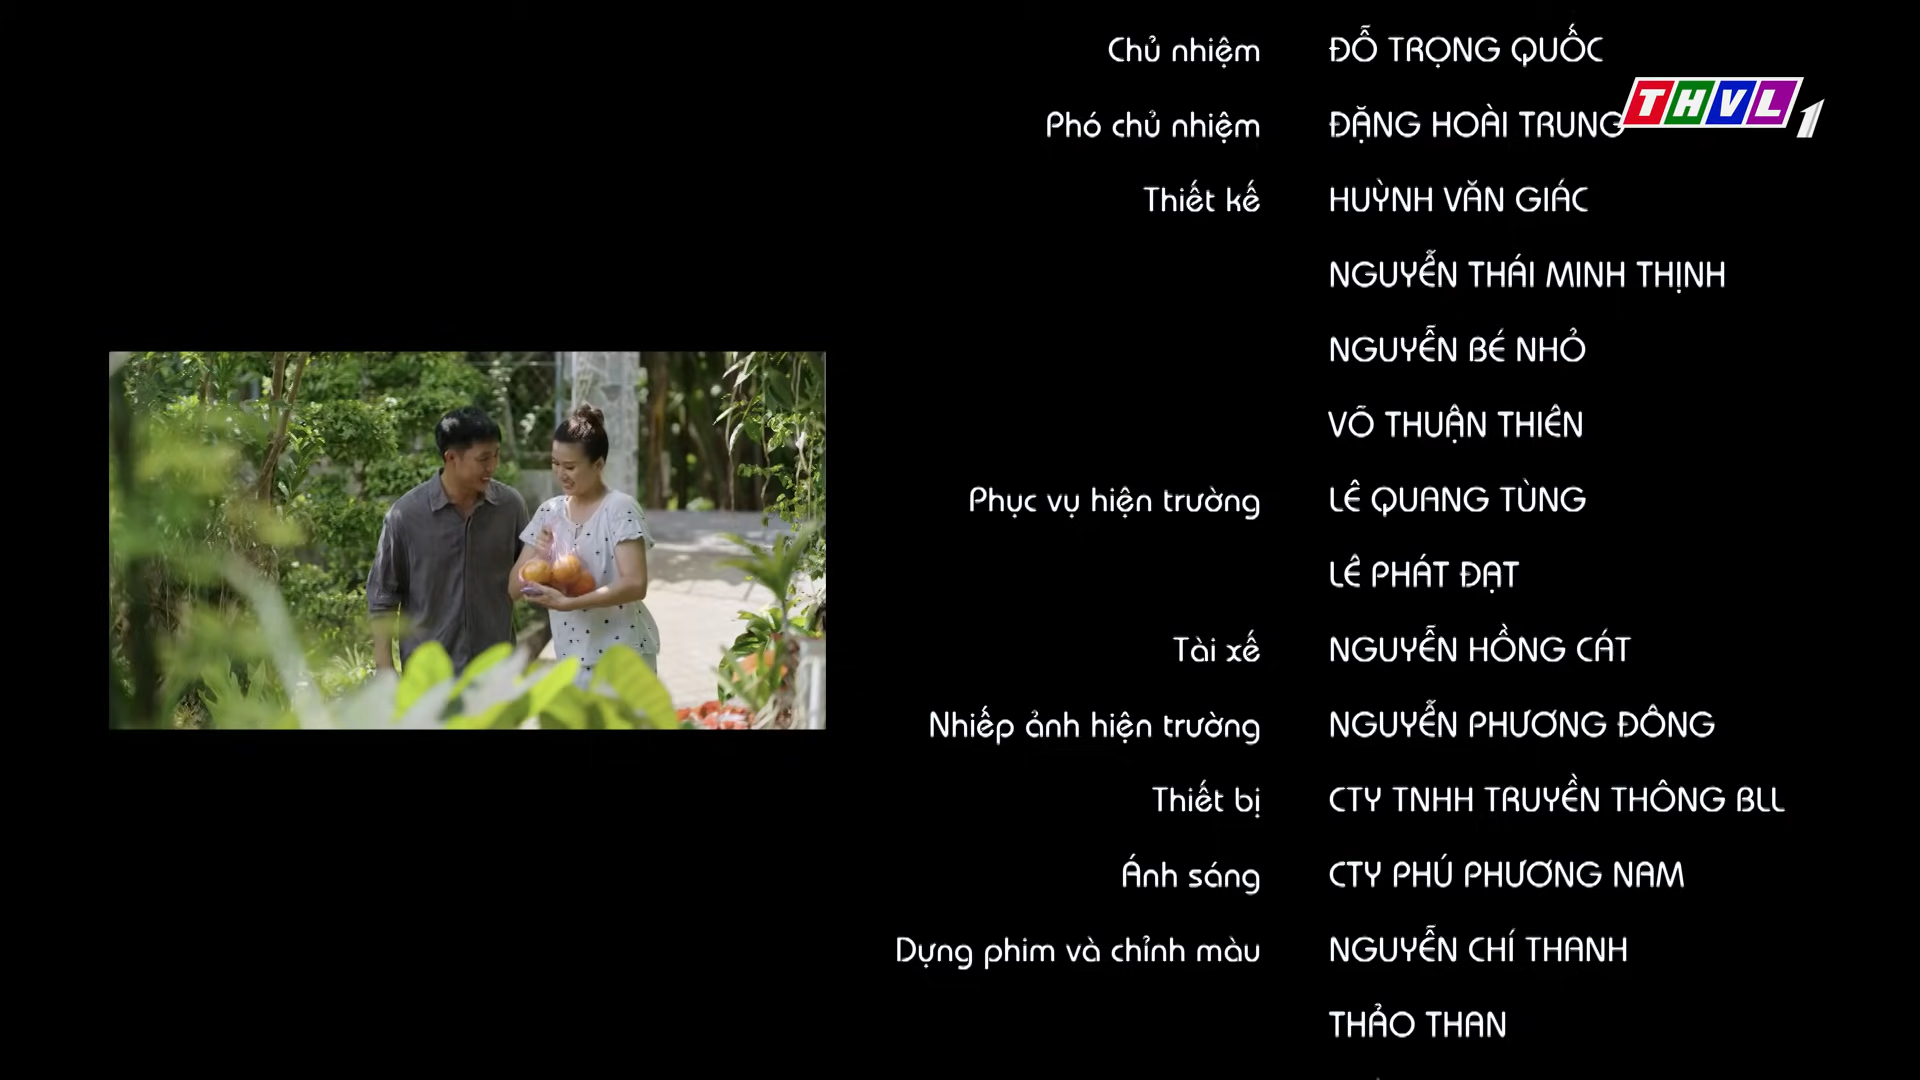 Chủ nhiệm ĐỖ TRỌNG QUỐC
THVL1
Phó chủ nhiệm ĐẶNG HOÀI TRUNG
Thiết kế HUỲNH VĂN GIÁC
NGUYỄN THÁI MINH THỊNH
NGUYỄN BÉ NHỎ
VÕ THUẬN THIÊN
Phục vụ hiện trường LÊ QUANG TÙNG
LÊ PHÁT ĐẠT
Tài xế NGUYỄN HỒNG CÁT
Nhiếp ảnh hiện trường NGUYỄN PHƯƠNG ĐÔNG
Thiết bị CTY TNHH TRUYỀN THÔNG BLL
Ánh sáng CTY PHÚ PHƯƠNG NAM
Dựng phim và chỉnh màu NGUYỄN CHÍ THANH
THẢO THAN